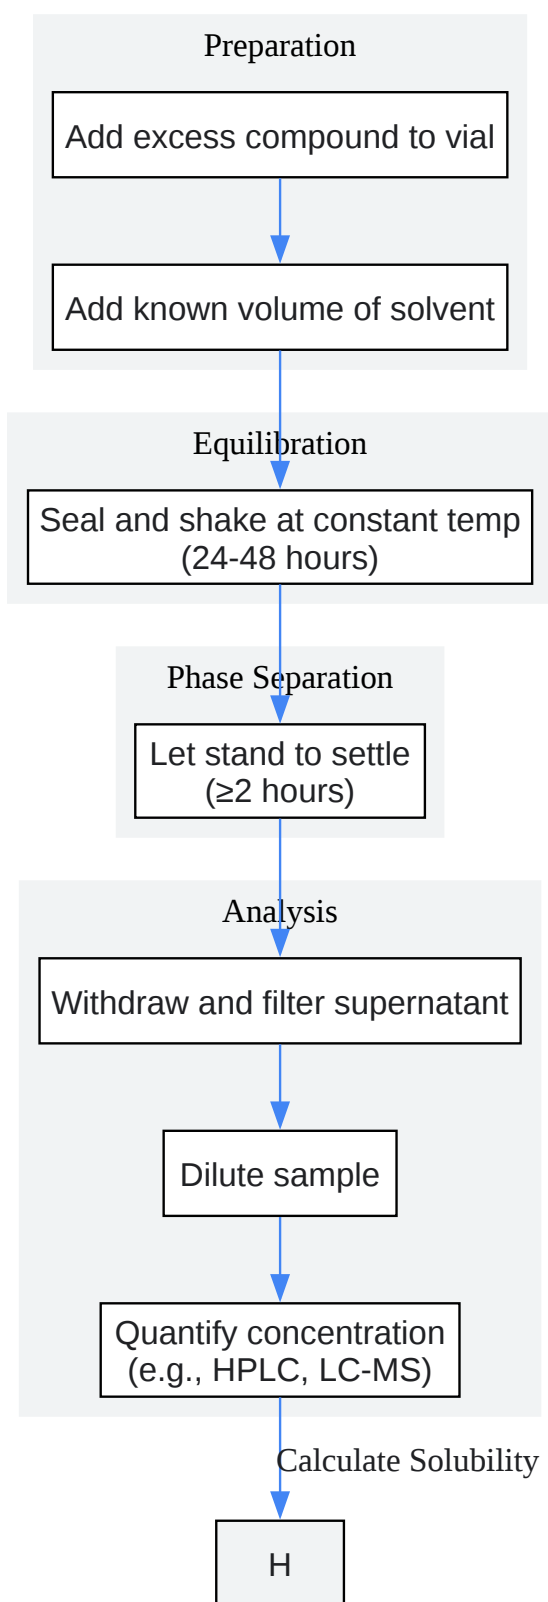 Preparation
Add excess compound to vial
Add known volume of solvent
Equilibration
Seal and shake at constant temp
(24-48 hours)
Phase Separation
Let stand to settle
(≥2 hours)
Analysis
Withdraw and filter supernatant
Dilute sample
Quantify concentration
(e.g., HPLC, LC-MS)
Calculate Solubility
H